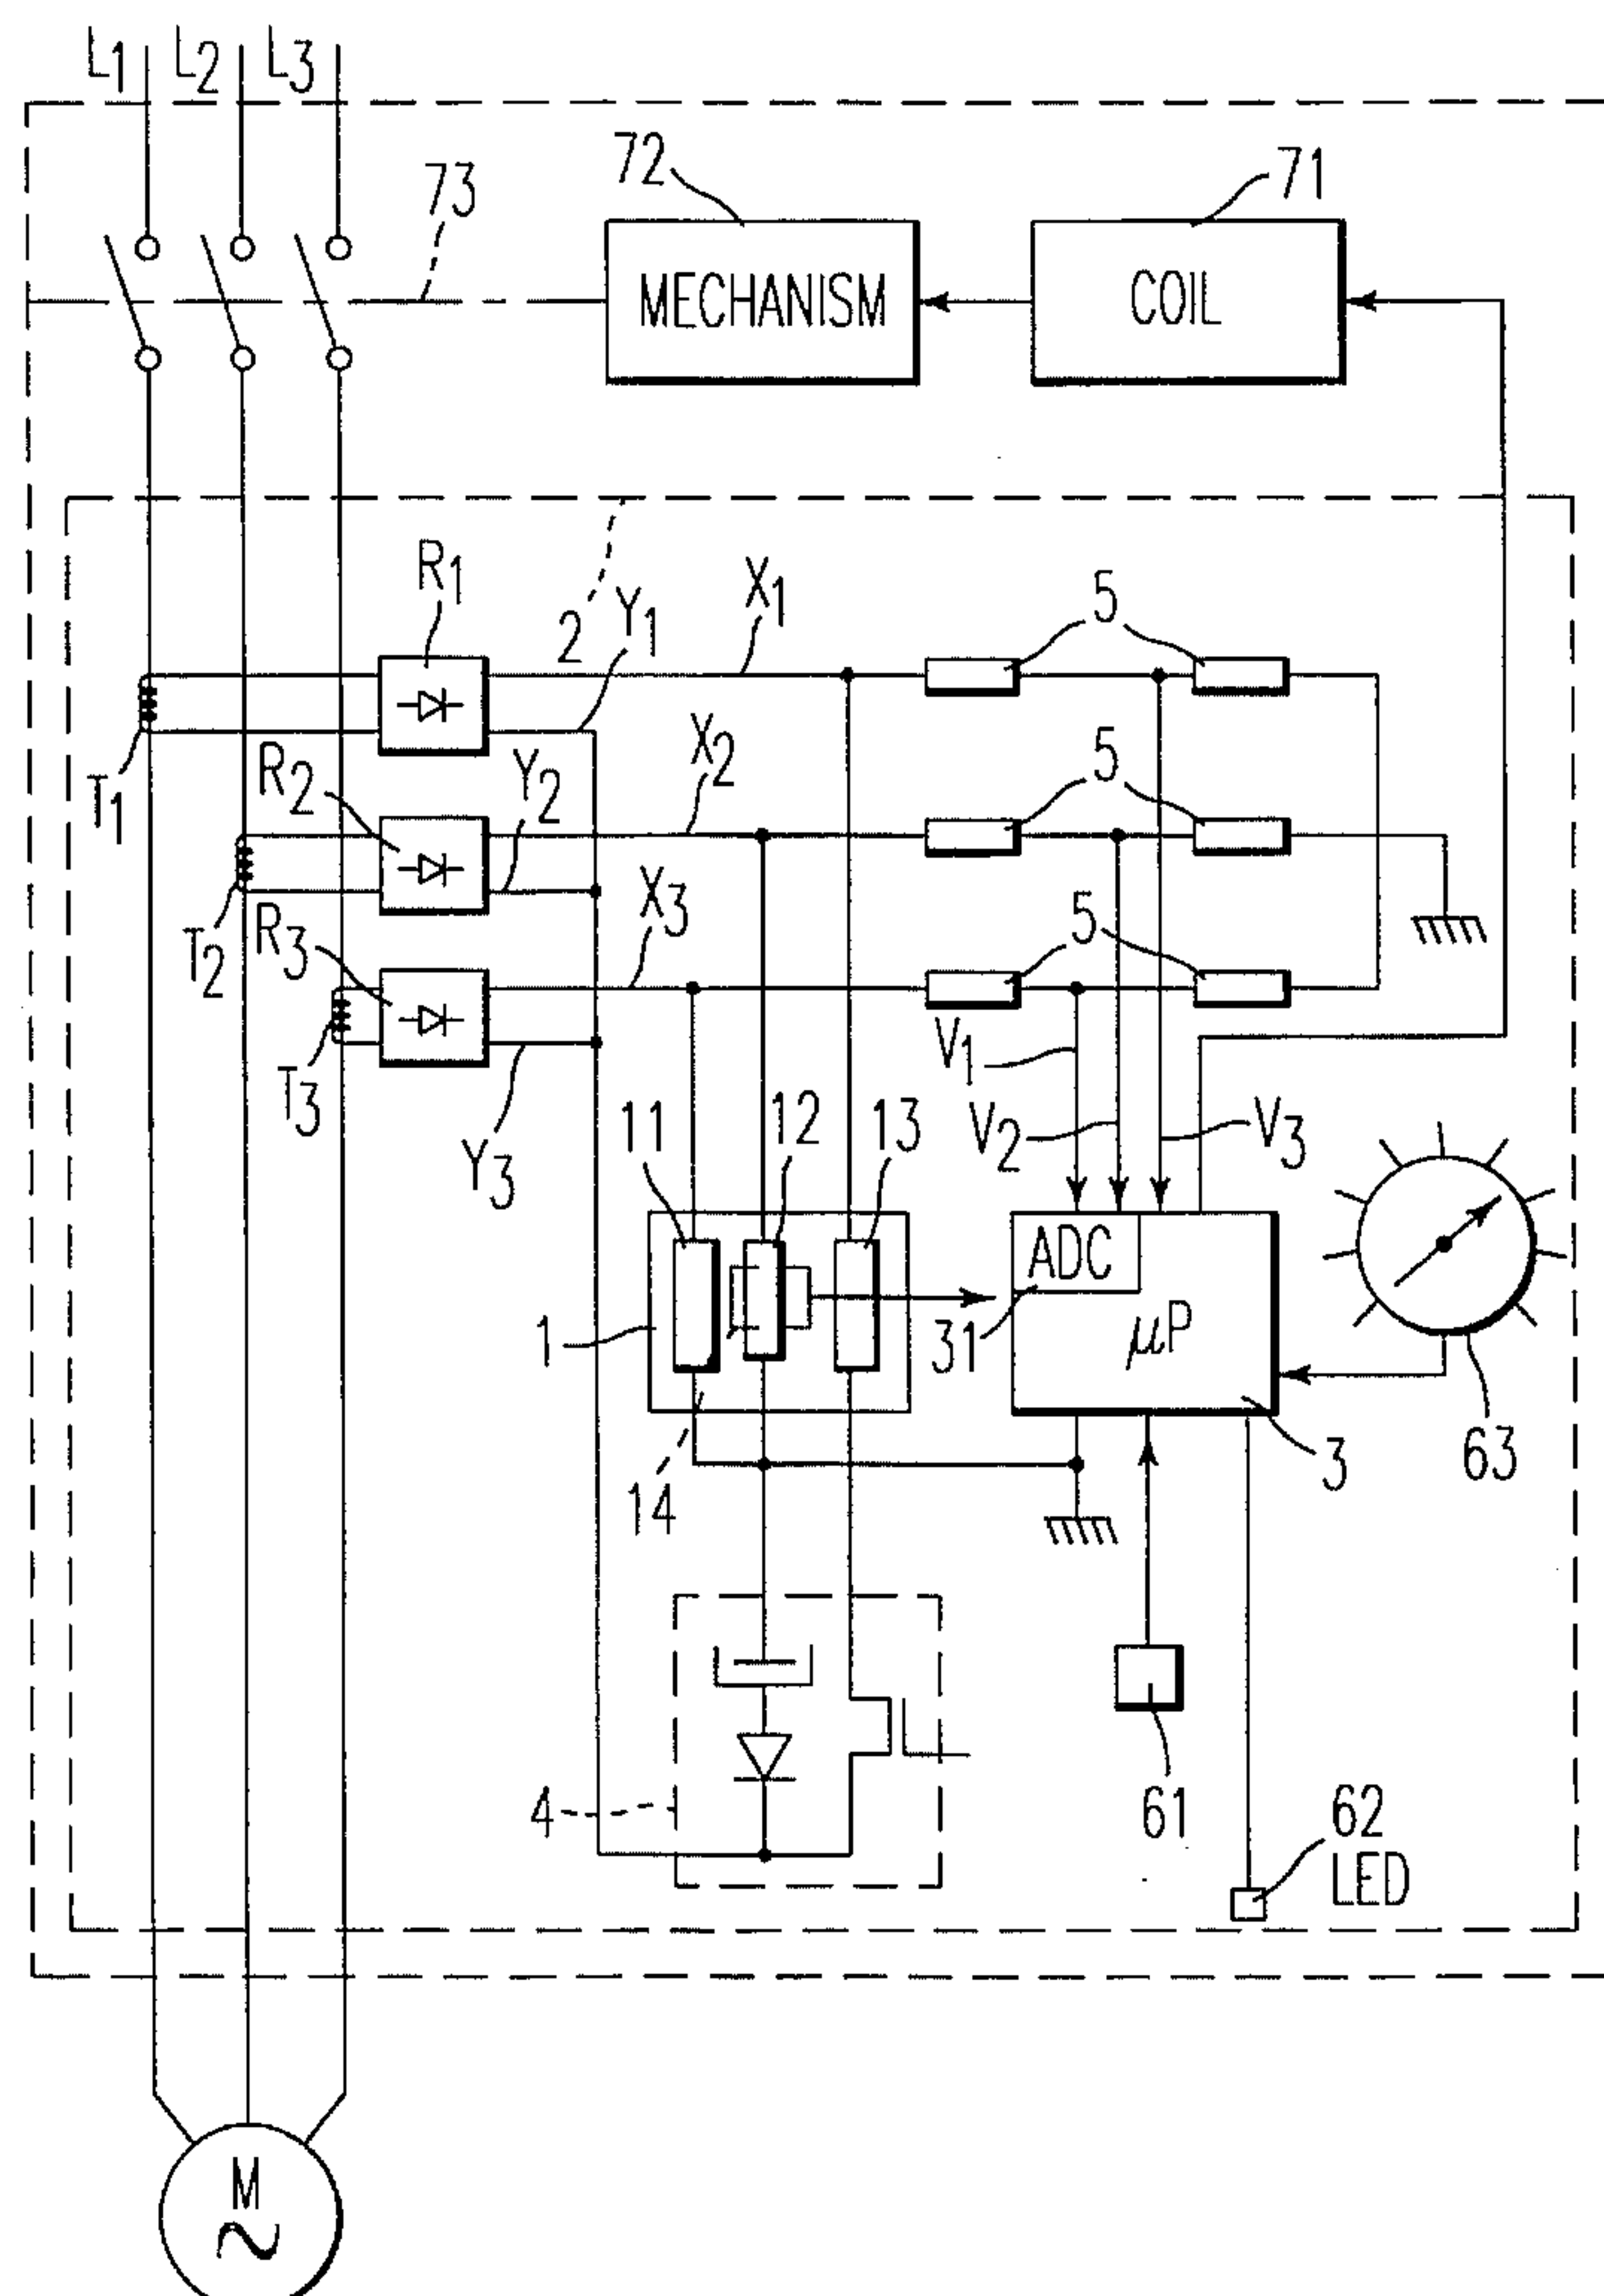 L1 L2 L3
72
71
73
MECHANISM
COIL
R1
2
Y1
X1
5
T1
R2
X2
Y2
5
T2
R3
X3
5
T3
Y3
V1
V2
V3
11
12
13
1
ADC
31
μP
3
63
14
4
61
62
LED
M
~